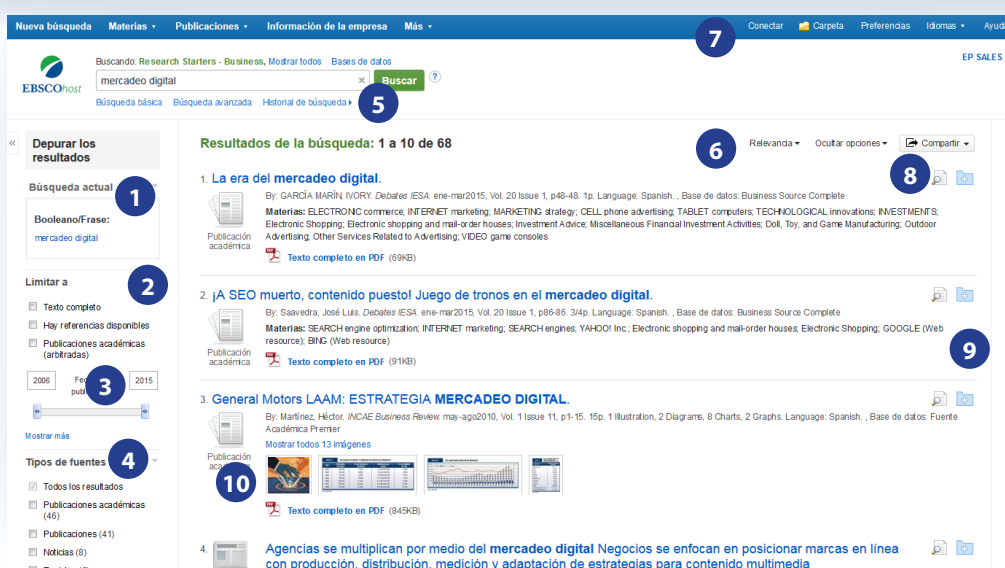 Nueva búsqueda Materias Publicaciones Información de la empresa Más 7 Conectar Carpeta Preferencias Idiomas Ayuda
EBSCOhost
Buscando: Research Starters - Business, Mostrar todos Bases de datos
EP SALES
mercadeo digital × Buscar ?
Búsqueda básica Búsqueda avanzada Historial de búsqueda 5
« Depurar los
resultados
Búsqueda actual 1
Booleano/Frase:
mercadeo digital
Limitar a 2
Texto completo
Hay referencias disponibles
Publicaciones académicas
(arbitradas)
2006 3 2015
Mostrar más
Tipos de fuentes 4
Todos los resultados
Publicaciones académicas
(46)
Publicaciones (41)
Noticias (8)
Resultados de la búsqueda: 1 a 10 de 68 6 Relevancia Ocultar opciones Compartir
8
1. La era del mercadeo digital.
By: GARCÍA MARÍN, IVORY. Debates IESA. ene-mar2015, Vol. 20 Issue 1, p48-48. 1p. Language: Spanish. , Base de datos: Business Source Complete
Materias: ELECTRONIC commerce; INTERNET marketing; MARKETING strategy; CELL phone advertising; TABLET computers; TECHNOLOGICAL innovations; INVESTMENTS;
Electronic Shopping; Electronic shopping and mail-order houses; Investment Advice; Miscellaneous Financial Investment Activities; Doll, Toy, and Game Manufacturing; Outdoor
Advertising; Other Services Related to Advertising; VIDEO game consoles
Publicación
académica
PDF Texto completo en PDF (69KB)
2. ¡A SEO muerto, contenido puesto! Juego de tronos en el mercadeo digital.
By: Saavedra, José Luis. Debates IESA. ene-mar2015, Vol. 20 Issue 1, p86-86. 3/4p. Language: Spanish. , Base de datos: Business Source Complete
Materias: SEARCH engine optimization; INTERNET marketing; SEARCH engines; YAHOO! Inc.; Electronic shopping and mail-order houses; Electronic Shopping; GOOGLE (Web
resource); BING (Web resource)
9
Publicación
académica
PDF Texto completo en PDF (91KB)
3. General Motors LAAM: ESTRATEGIA MERCADEO DIGITAL.
By: Martínez, Héctor. INCAE Business Review. may-ago2010, Vol. 1 Issue 11, p1-15. 15p. 1 Illustration, 2 Diagrams, 8 Charts, 2 Graphs. Language: Spanish. , Base de datos: Fuente
Académica Premier
Mostrar todos 13 imágenes
Publicación
10
PDF Texto completo en PDF (845KB)
4. Agencias se multiplican por medio del mercadeo digital Negocios se enfocan en posicionar marcas en línea
con producción, distribución, medición y adaptación de estrategias para contenido multimedia